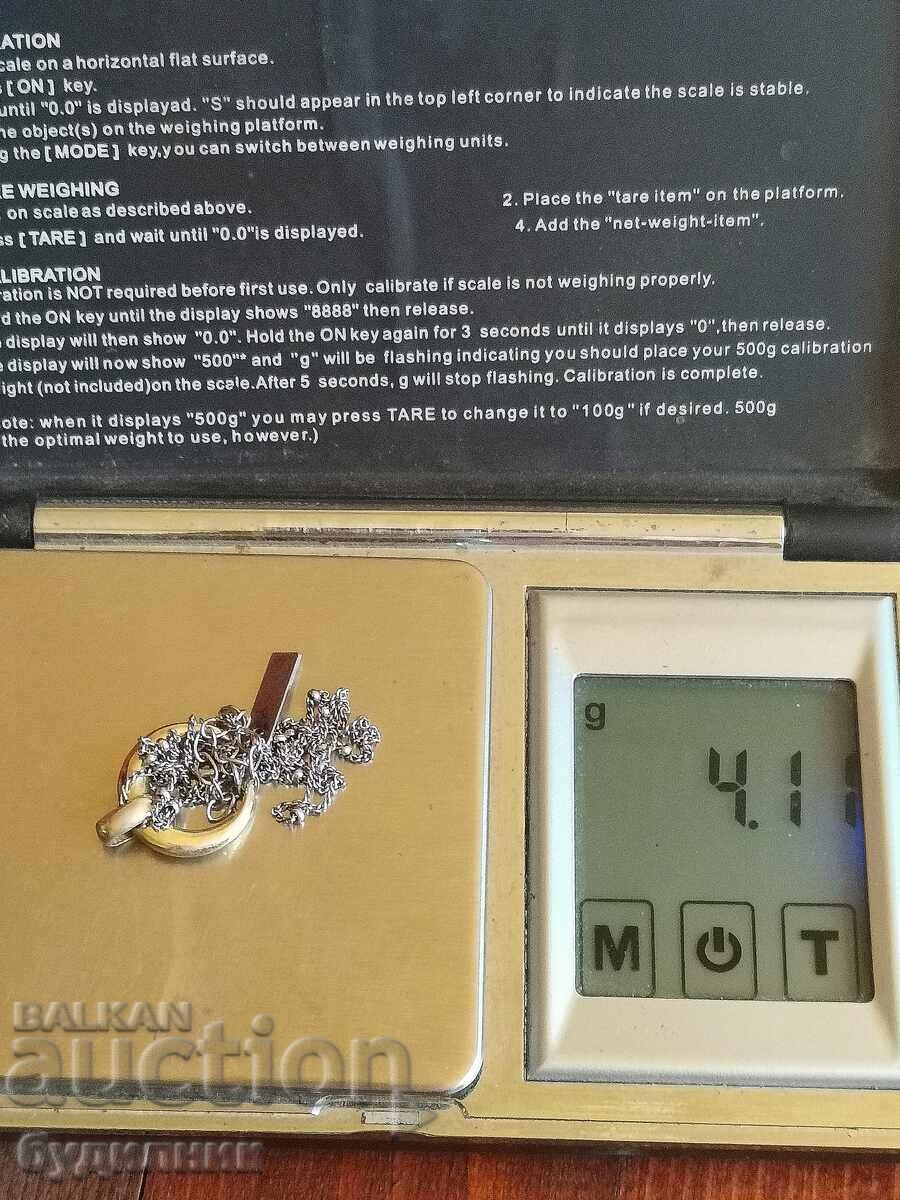 ATION
cale on a horizontal flat surface.
s [ ON ] key.
until "0.0" is displayad. "S" should appear in the top left corner to indicate the scale is stable.
he object(s) on the weighing platform.
g the [ MODE ] key,you can switch between weighing units.
RE WEIGHING
on scale as described above.
2. Place the "tare item" on the platform.
ss [ TARE ] and wait until "0.0"is displayed.
4. Add the "net-weight-item".
ALIBRATION
ration is NOT required before first use. Only calibrate if scale is not weighing properly.
d the ON key until the display shows "8888" then release.
e display will then show "0.0". Hold the ON key again for 3 seconds until it displays "0",then release.
e display will now show "500"* and "g" will be flashing indicating you should place your 500g calibration
ight (not included)on the scale.After 5 seconds, g will stop flashing. Calibration is complete.
ote: when it displays "500g" you may press TARE to change it to "100g" if desired. 500g
the optimal weight to use, however.)
g
4.11
M T
BALKAN
auction
будилник